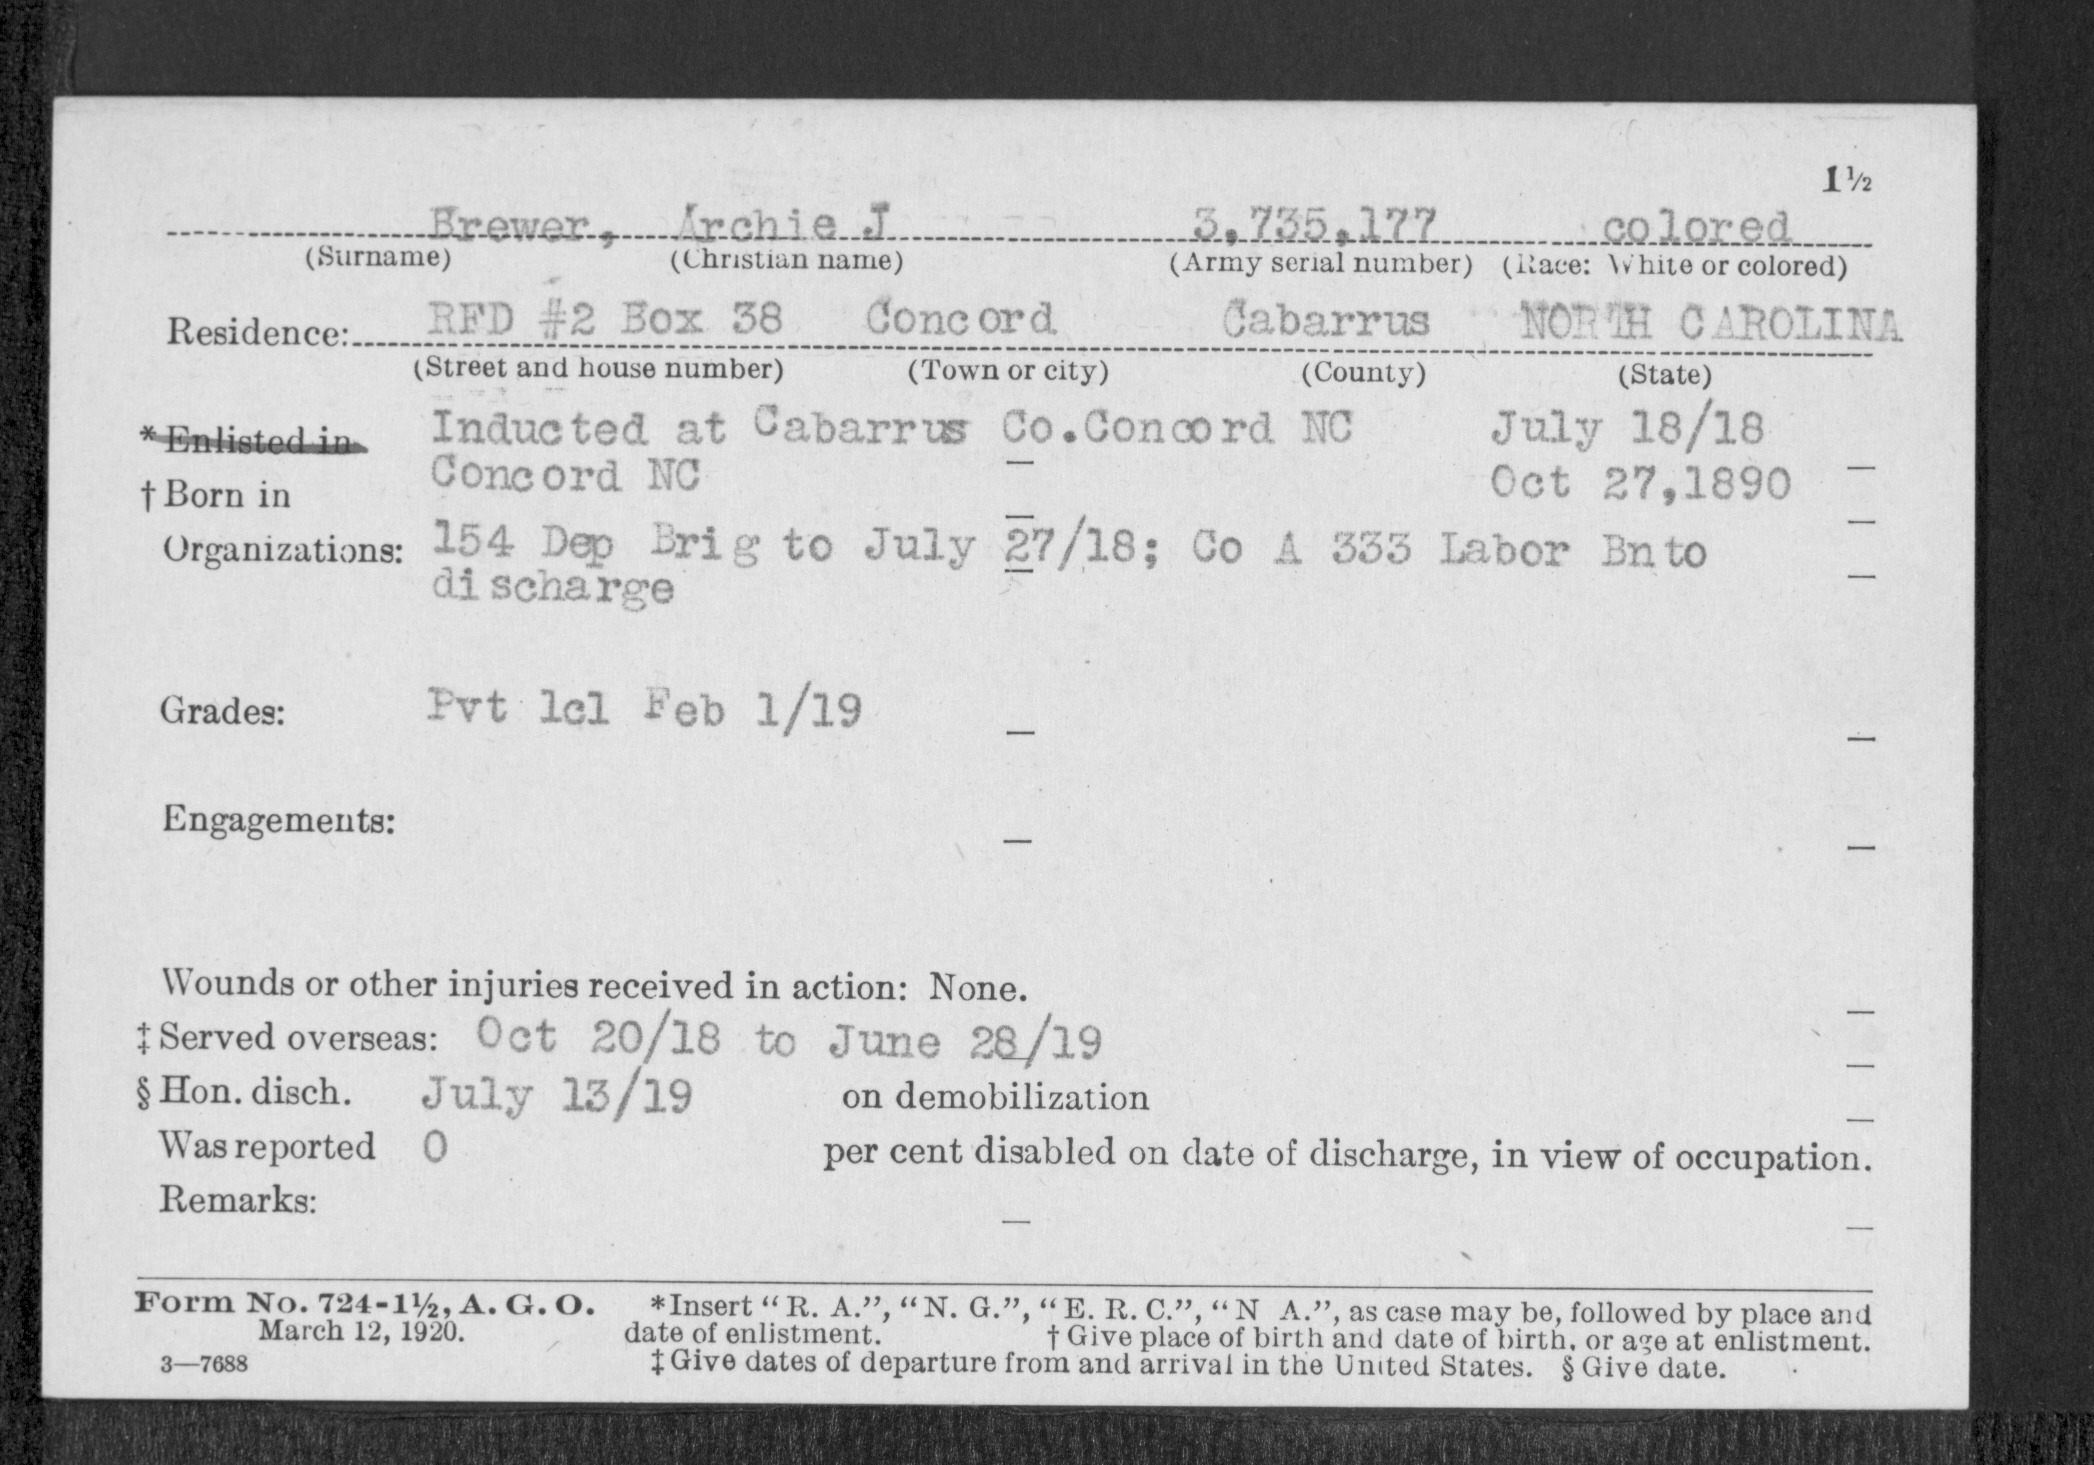 1½
Brewer, Archie J 3,735,177 colored
(Surname) (Christian name) (Army serial number) (Race: White or colored)
Residence: RFD #2 Box 38 Concord Cabarrus NORTH CAROLINA
(Street and house number) (Town or city) (County) (State)
*Enlisted in Inducted at Cabarrus Co.Concord NC July 18/18
†Born in Concord NC Oct 27,1890
Organizations: 154 Dep Brig to July 27/18; Co A 333 Labor Bn to
discharge
Grades: Pvt 1cl Feb 1/19
Engagements:
Wounds or other injuries received in action: None.
‡Served overseas: Oct 20/18 to June 28/19
§Hon. disch. July 13/19 on demobilization
Was reported 0 per cent disabled on date of discharge, in view of occupation.
Remarks:
Form No. 724-1½, A. G. O. *Insert "R. A.", "N. G.", "E. R. C.", "N A.", as case may be, followed by place and
March 12, 1920. date of enlistment. †Give place of birth and date of birth, or age at enlistment.
3—7688 ‡Give dates of departure from and arrival in the United States. §Give date.